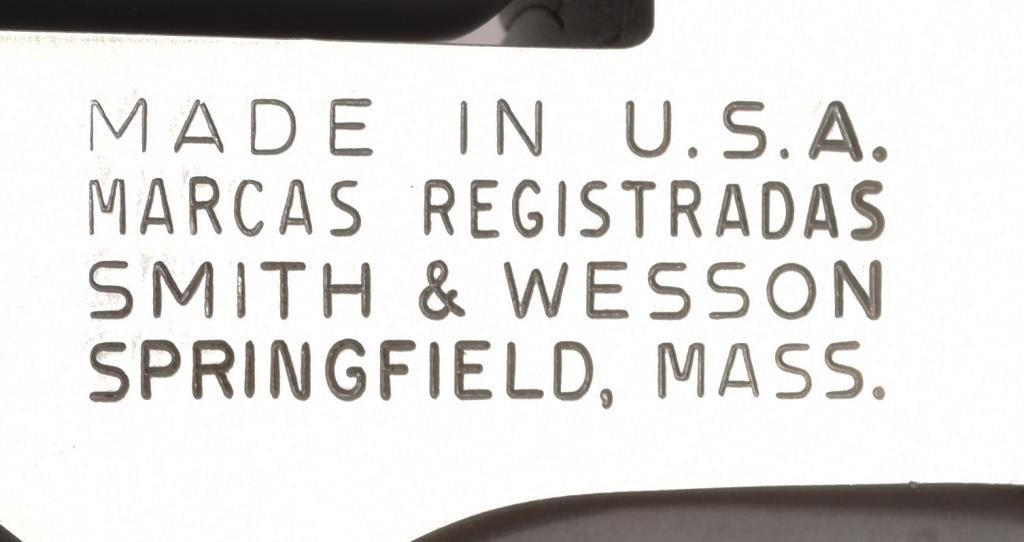 MADE IN U.S.A.
MARCAS REGISTRADAS
SMITH & WESSON
SPRINGFIELD, MASS.